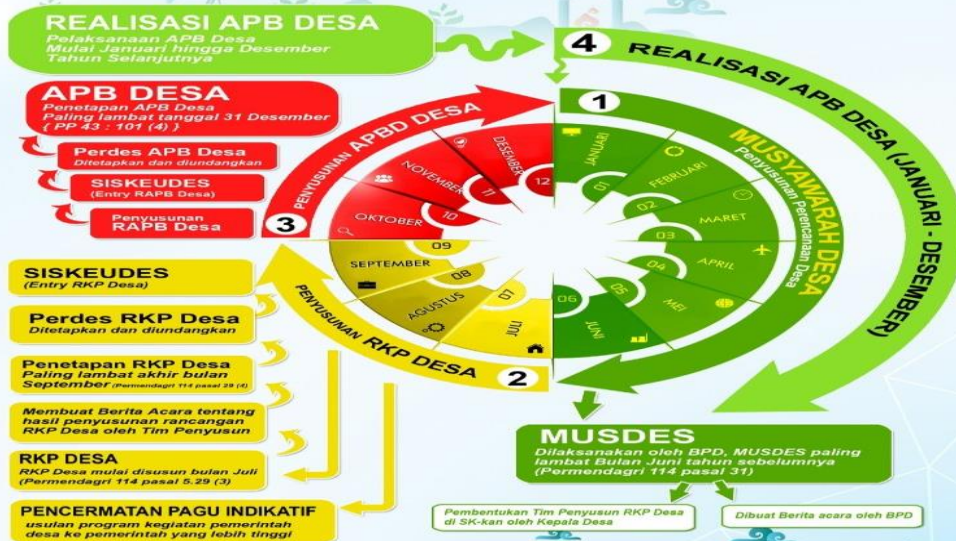 REALISASI APB DESA
Pelaksanaan APB Desa
Mulai Januari hingga Desember
Tahun Selanjutnya
APB DESA
Penetapan APB Desa
Paling lambat tanggal 31 Desember
{ PP 43 : 101 (4) }
Perdes APB Desa
Ditetapkan dan diundangkan
SISKEUDES
(Entry RAPB Desa)
Penyusunan
RAPB Desa
SISKEUDES
(Entry RKP Desa)
Perdes RKP Desa
Ditetapkan dan diundangkan
Penetapan RKP Desa
Paling lambat akhir bulan
September (Permendagri 114 pasal 29 (4)
Membuat Berita Acara tentang
hasil penyusunan rancangan
RKP Desa oleh Tim Penyusun
RKP DESA
RKP Desa mulai disusun bulan Juli
(Permendagri 114 pasal 5.29 (3)
PENCERMATAN PAGU INDIKATIF
usulan program kegiatan pemerintah
desa ke pemerintah yang lebih tinggi
4 REALISASI APB DESA (JANUARI - DESEMBER)
1
MUSYAWARAH DESA
Penyusunan Perencanaan Desa
JANUARI 01
FEBRUARI 02
MARET 03
APRIL 04
MEI 05
JUNI 06
2 PENYUSUNAN RKP DESA
JULI 07
AGUSTUS 08
SEPTEMBER 09
3 PENYUSUNAN APBD DESA
OKTOBER 10
NOVEMBER 11
DESEMBER 12
MUSDES
Dilaksanakan oleh BPD, MUSDES paling
lambat Bulan Juni tahun sebelumnya
(Permendagri 114 pasal 31)
Pembentukan Tim Penyusun RKP Desa
di SK-kan oleh Kepala Desa
Dibuat Berita acara oleh BPD